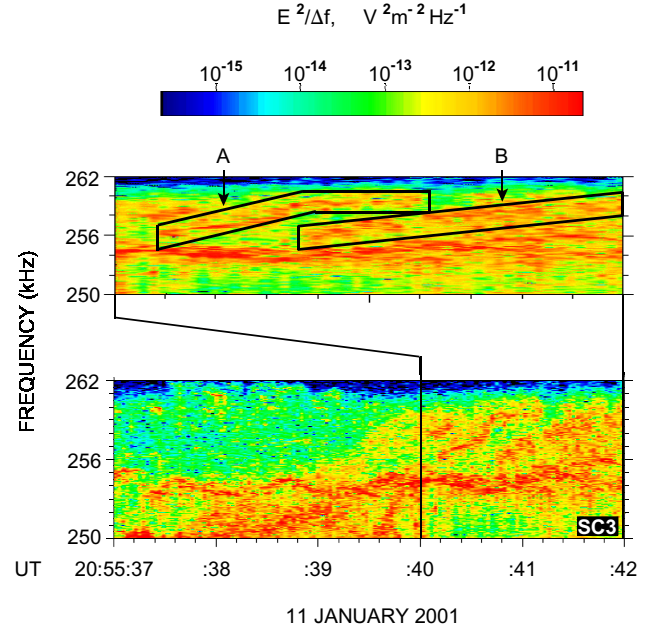 E ²/Δf, V ²m⁻² Hz⁻¹
10⁻¹⁵ 10⁻¹⁴ 10⁻¹³ 10⁻¹² 10⁻¹¹
A B
262
256
250
FREQUENCY (kHz)
262
256
250
SC3
UT 20:55:37 :38 :39 :40 :41 :42
11 JANUARY 2001